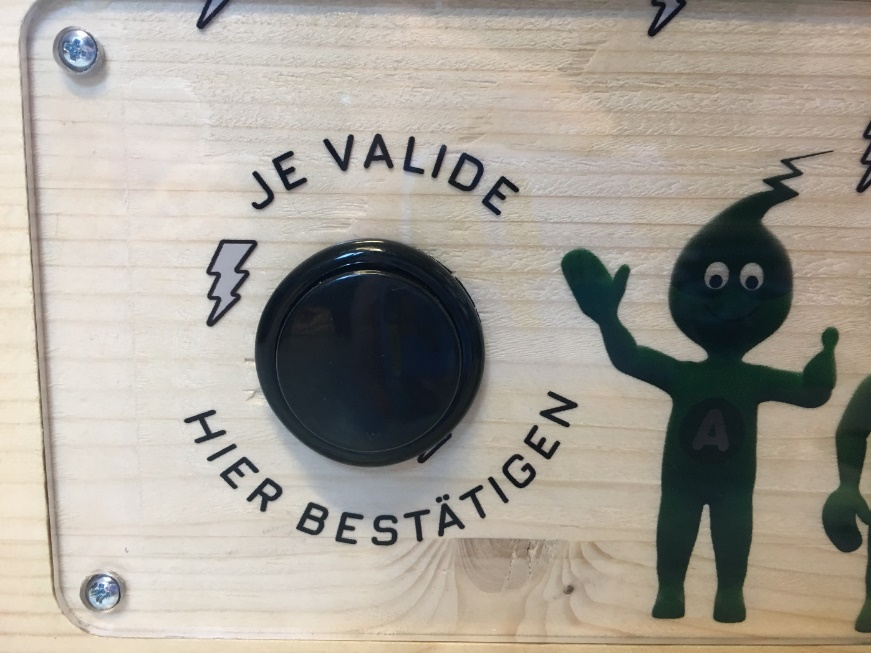 JE VALIDE
HIER BESTÄTIGEN
A